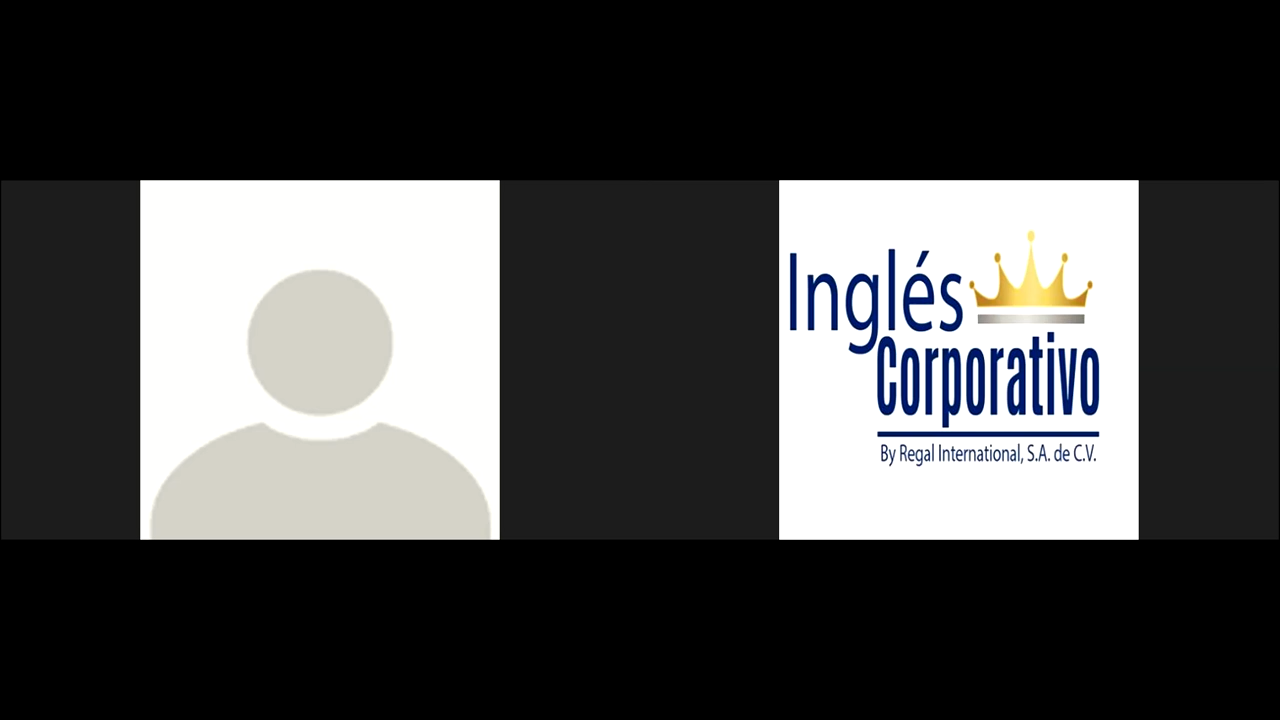 Inglés
Corporativo
By Regal International, S.A. de C.V.